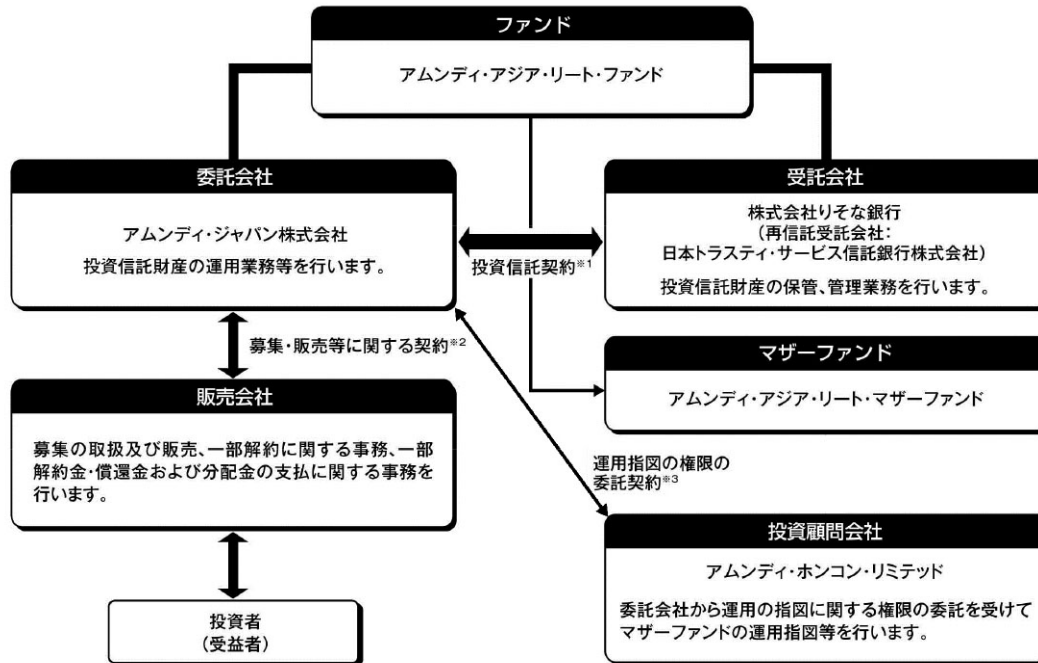 ファンド
アムンディ・アジア・リート・ファンド
委託会社
アムンディ・ジャパン株式会社
投資信託財産の運用業務等を行います。
投資信託契約※1
受託会社
株式会社りそな銀行
(再信託受託会社:
日本トラスティ・サービス信託銀行株式会社)
投資信託財産の保管、管理業務を行います。
募集・販売等に関する契約※2
マザーファンド
アムンディ・アジア・リート・マザーファンド
販売会社
募集の取扱及び販売、一部解約に関する事務、一部
解約金・償還金および分配金の支払に関する事務を
行います。
運用指図の権限の
委託契約※3
投資顧問会社
アムンディ・ホンコン・リミテッド
委託会社から運用の指図に関する権限の委託を受けて
マザーファンドの運用指図等を行います。
投資者
(受益者)